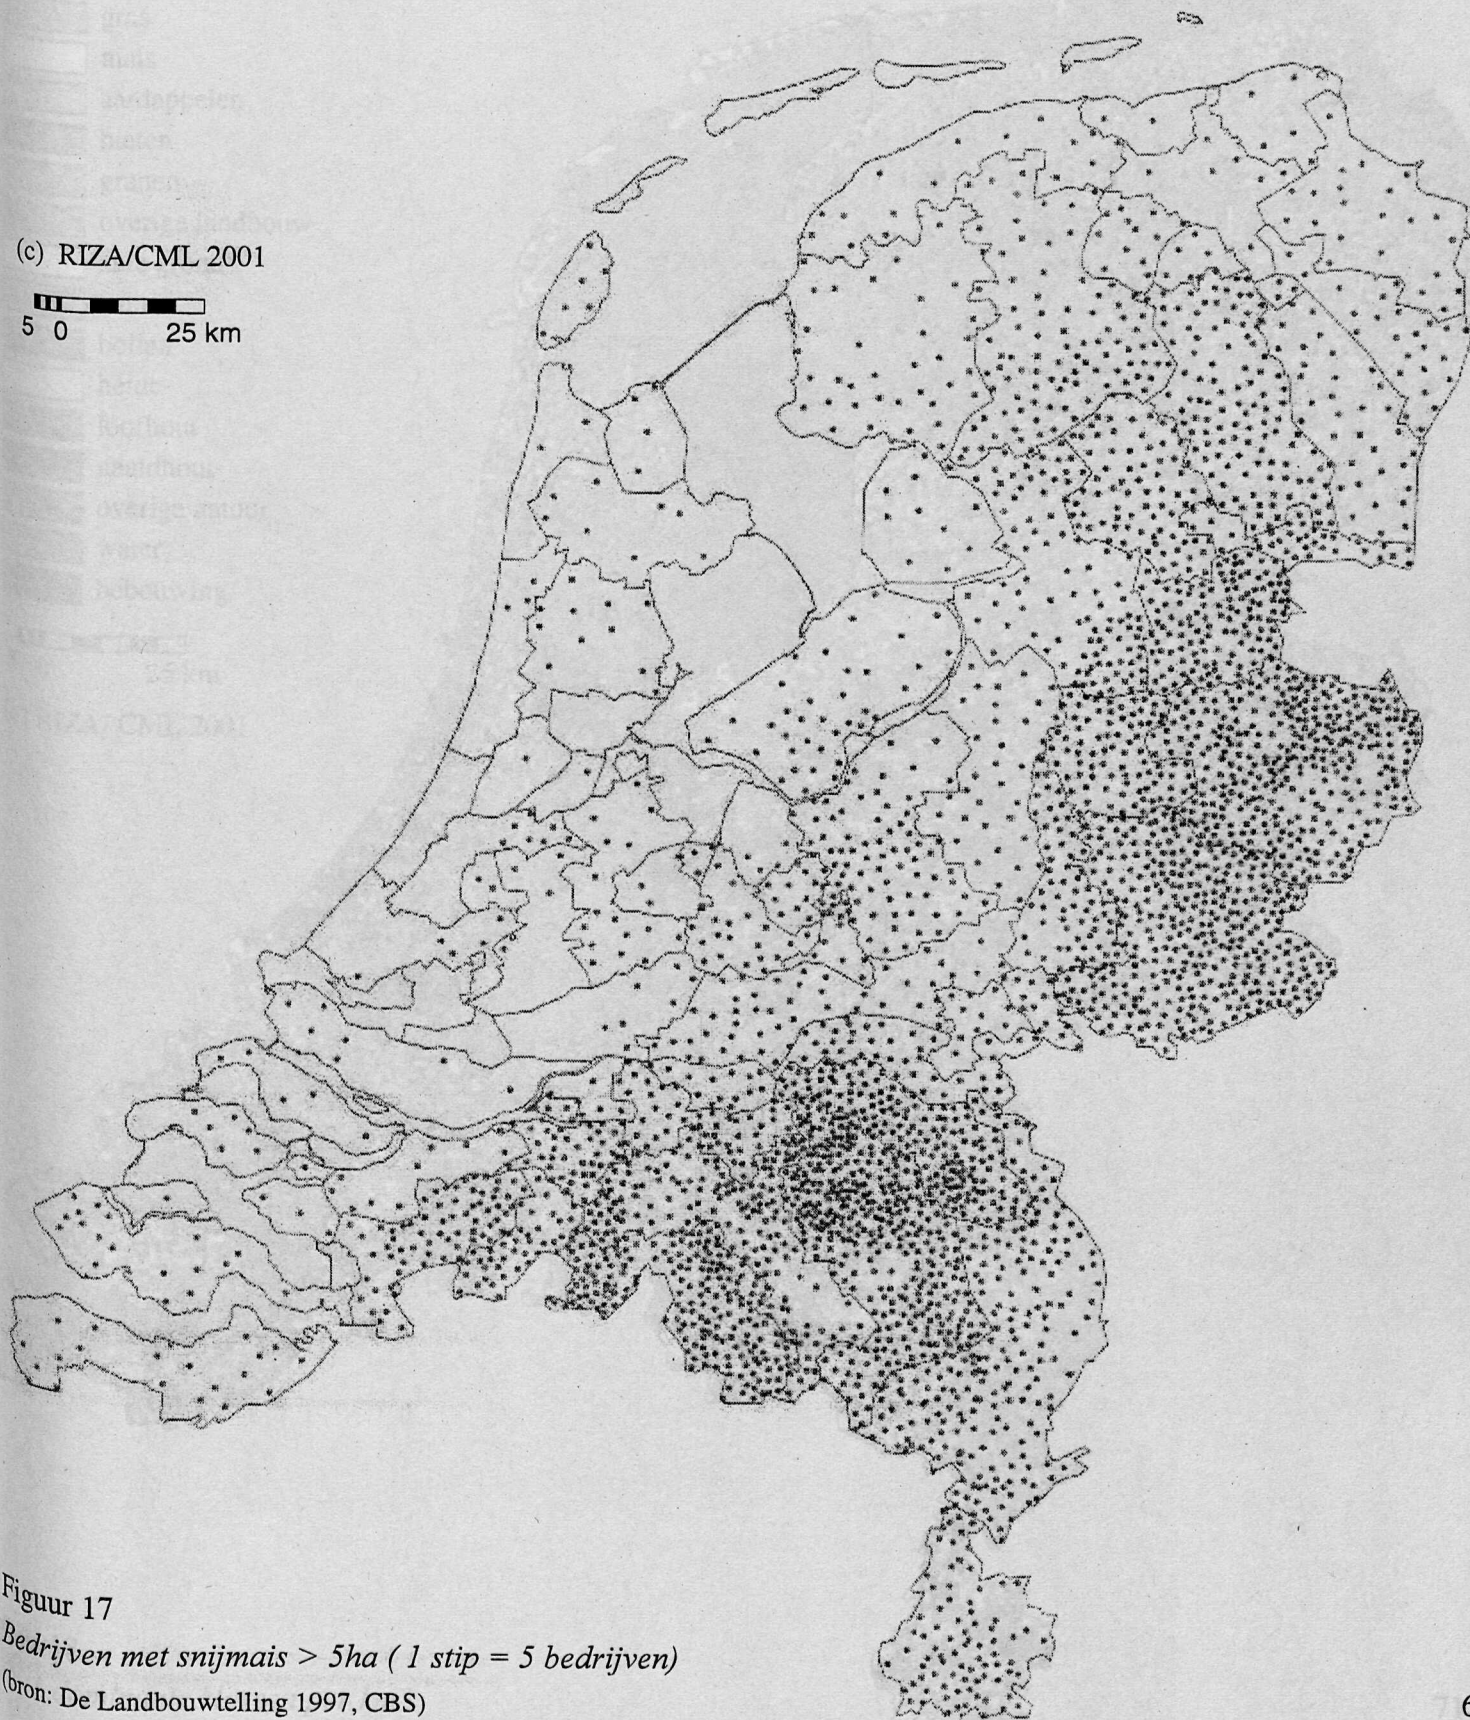 (c) RIZA/CML 2001
5 0 25 km
Figuur 17
Bedrijven met snijmais > 5ha ( 1 stip = 5 bedrijven)
(bron: De Landbouwtelling 1997, CBS)
6